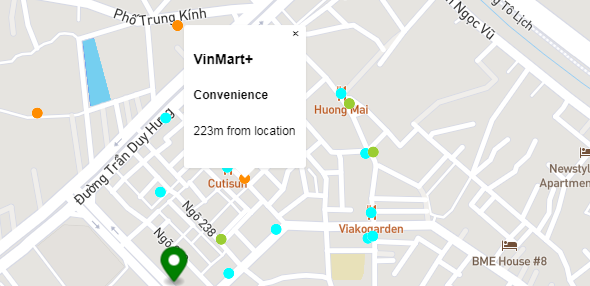 Phố Trung Kính
Ngọc Vũ
Tô Lịch
×
VinMart+
Convenience
223m from location
Huong Mai
Đường Trần Duy Hưng
Cutisun
Newstyl
Apartmen
Ngõ 238
Viakogarden
Ngõ
BME House #8